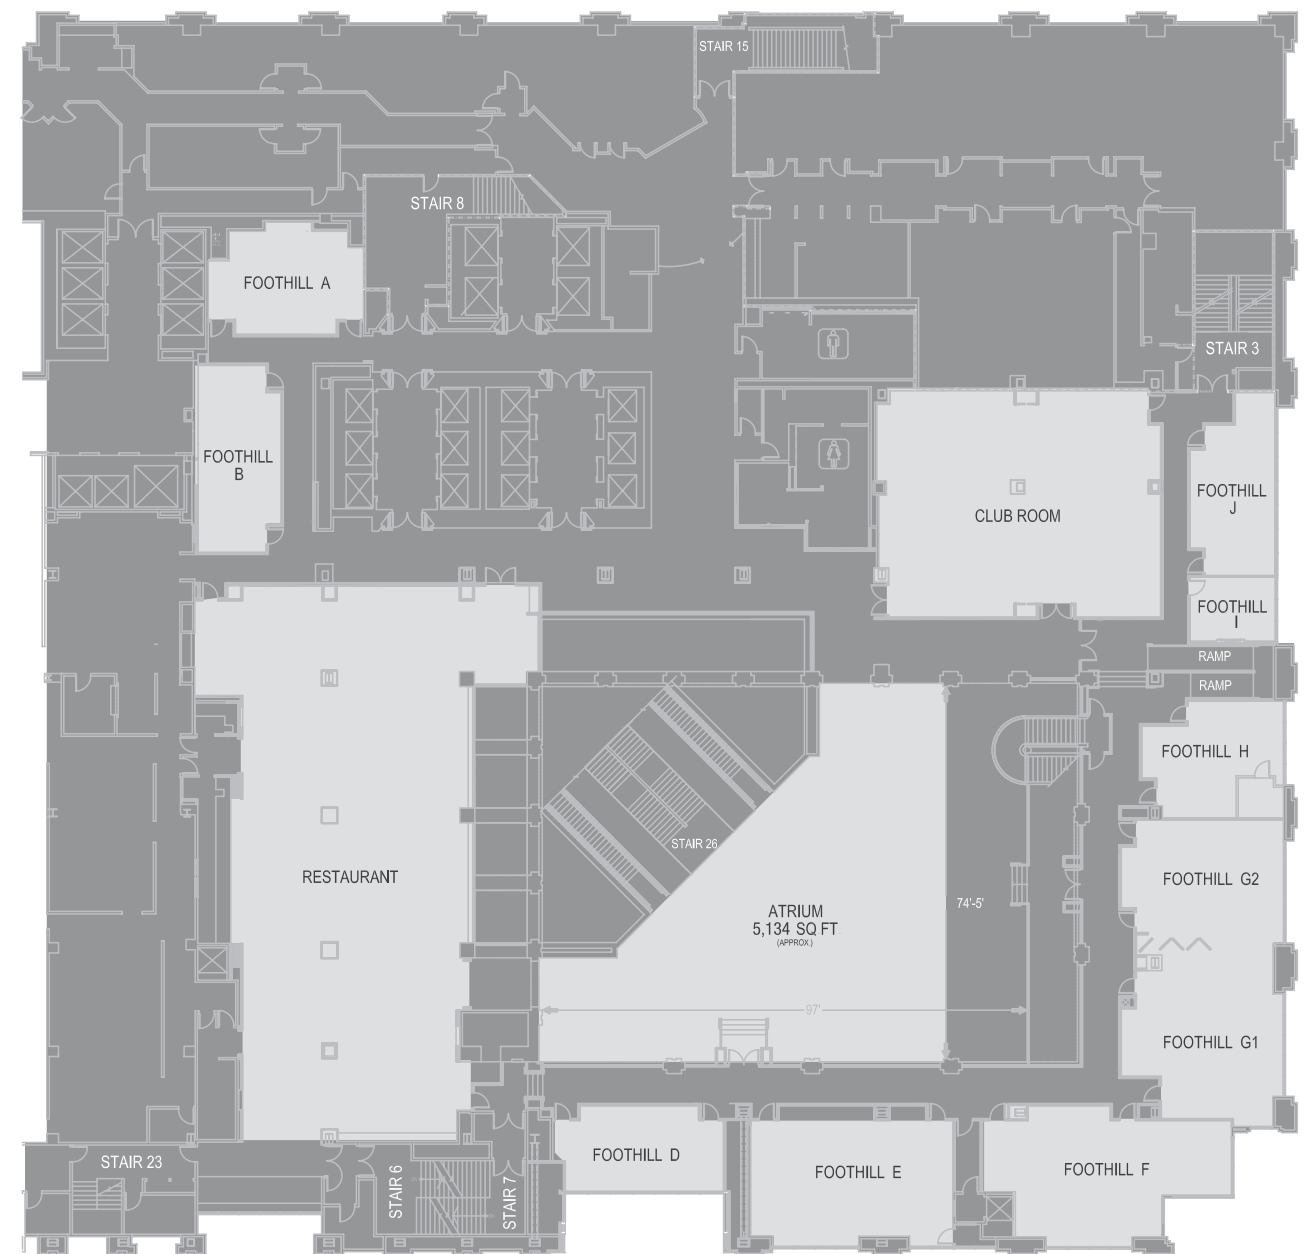 STAIR 15
STAIR 8
FOOTHILL A
STAIR 3
FOOTHILL
B
FOOTHILL
J
CLUB ROOM
FOOTHILL
I
RAMP
RAMP
FOOTHILL H
STAIR 26
RESTAURANT
FOOTHILL G2
ATRIUM
5,134 SQ FT
(APPROX.)
74'-5'
97'
FOOTHILL G1
FOOTHILL D
STAIR 23
FOOTHILL E
FOOTHILL F
STAIR 6
STAIR 7